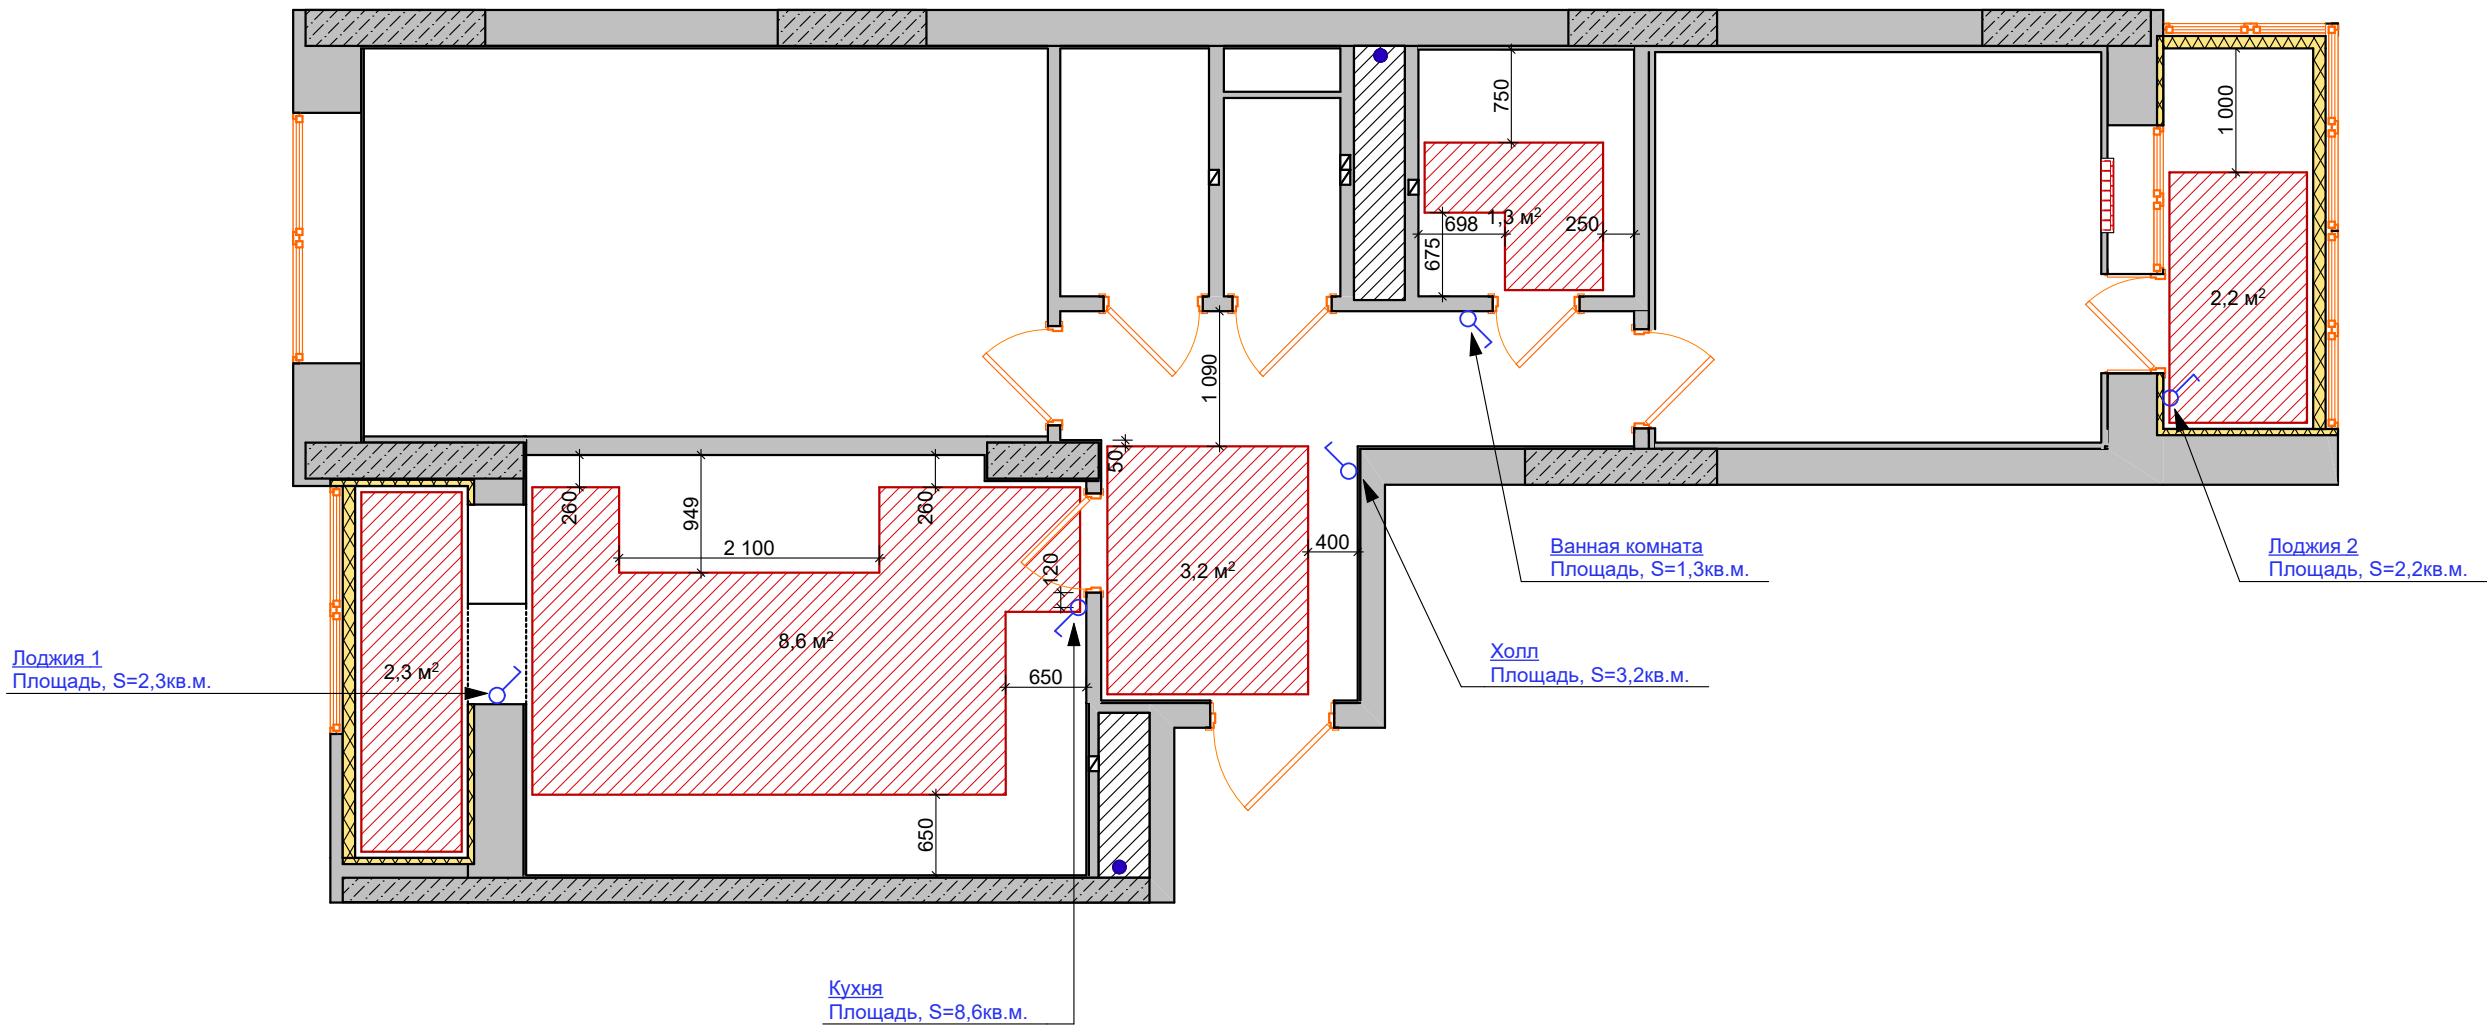 750
1 000
698
1,3 м²
250
675
2,2 м²
1 090
50
260
949
260
2 100
120
400
3,2 м²
Ванная комната
Площадь, S=1,3кв.м.
Лоджия 2
Площадь, S=2,2кв.м.
8,6 м²
2,3 м²
650
Лоджия 1
Площадь, S=2,3кв.м.
Холл
Площадь, S=3,2кв.м.
650
Кухня
Площадь, S=8,6кв.м.